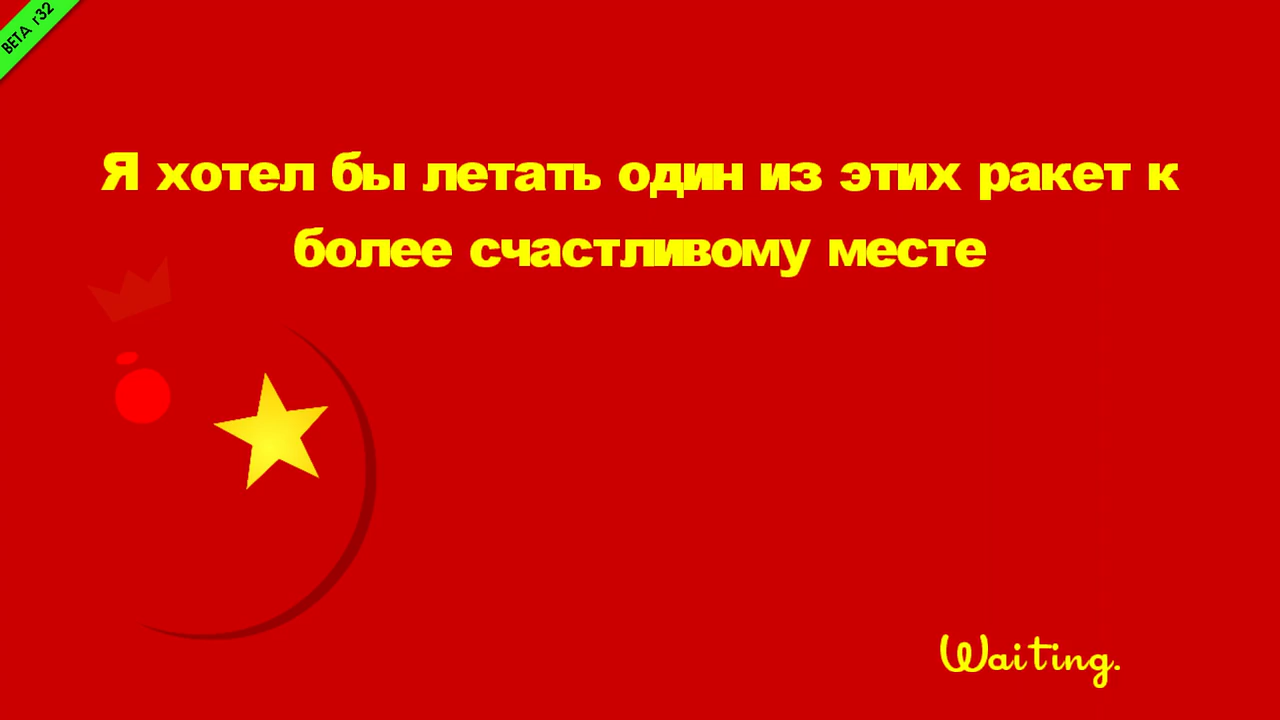 BETA r32
Я хотел бы летать один из этих ракет к
более счастливому месте
Waiting.